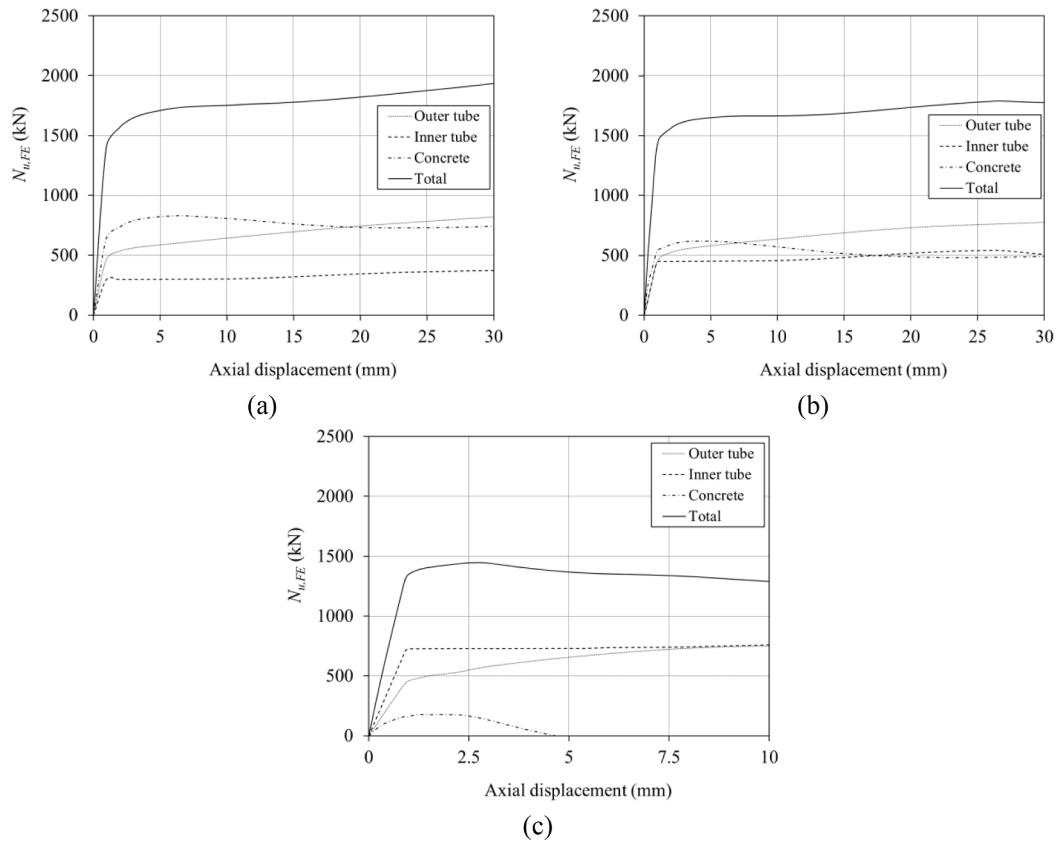 2500
2000
1500
1000
500
0
N_{u,FE} (kN)
Outer tube
Inner tube
Concrete
Total
0 5 10 15 20 25 30
Axial displacement (mm)
(a)
2500
2000
1500
1000
500
0
N_{u,FE} (kN)
Outer tube
Inner tube
Concrete
Total
0 5 10 15 20 25 30
Axial displacement (mm)
(b)
2500
2000
1500
1000
500
0
N_{u,FE} (kN)
Outer tube
Inner tube
Concrete
Total
0 2.5 5 7.5 10
Axial displacement (mm)
(c)